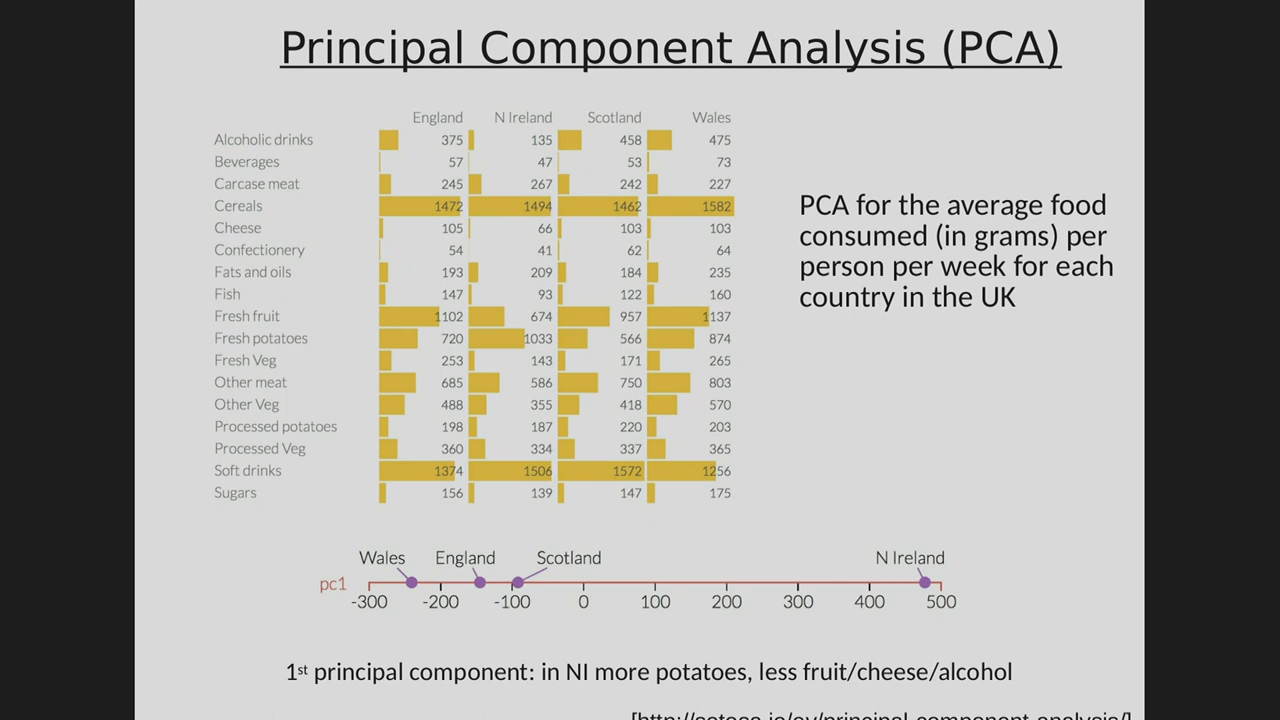 Principal Component Analysis (PCA)
England N Ireland Scotland Wales
Alcoholic drinks 375 135 458 475
Beverages 57 47 53 73
Carcase meat 245 267 242 227
Cereals 1472 1494 1462 1582
Cheese 105 66 103 103
Confectionery 54 41 62 64
Fats and oils 193 209 184 235
Fish 147 93 122 160
Fresh fruit 1102 674 957 1137
Fresh potatoes 720 1033 566 874
Fresh Veg 253 143 171 265
Other meat 685 586 750 803
Other Veg 488 355 418 570
Processed potatoes 198 187 220 203
Processed Veg 360 334 337 365
Soft drinks 1374 1506 1572 1256
Sugars 156 139 147 175
PCA for the average food
consumed (in grams) per
person per week for each
country in the UK
Wales England Scotland N Ireland
pc1
-300 -200 -100 0 100 200 300 400 500
1st principal component: in NI more potatoes, less fruit/cheese/alcohol